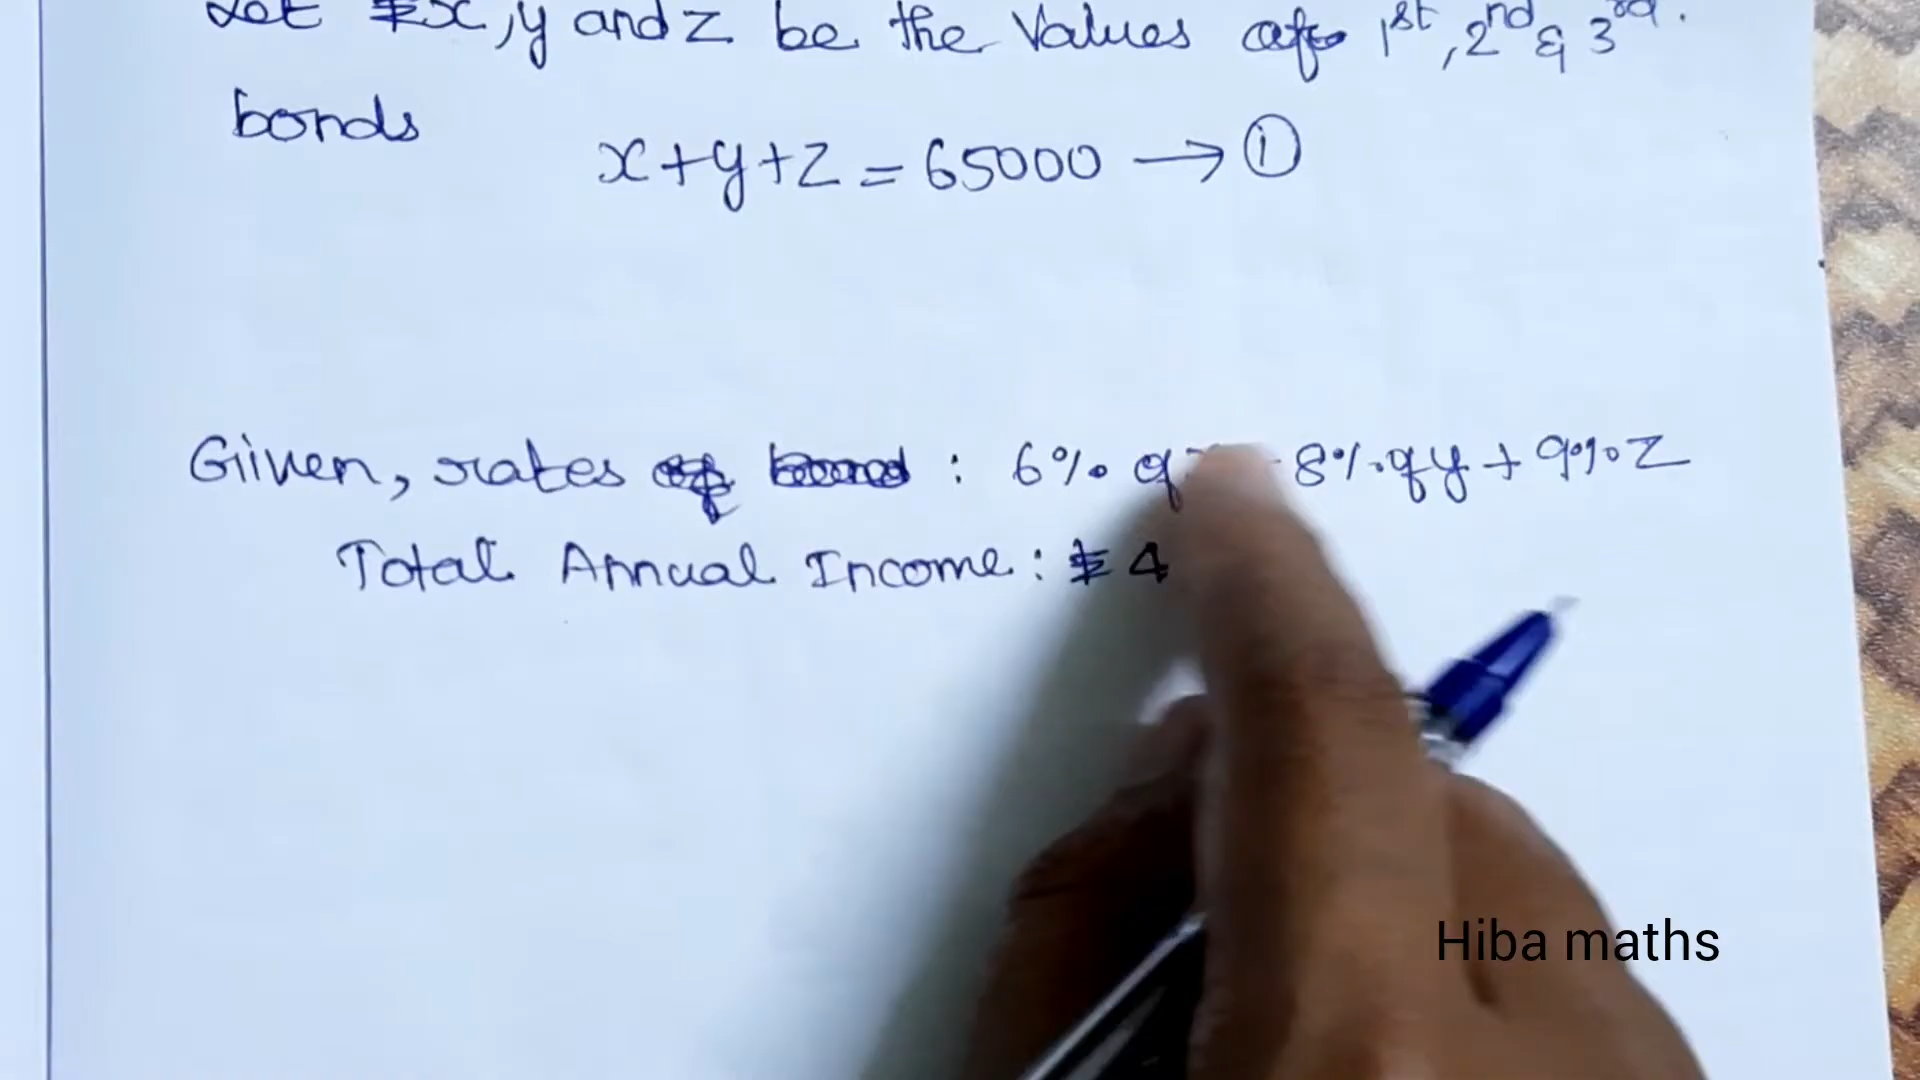 Let x, y and z be the values of 1st, 2nd & 3rd.
bonds
x+y+z = 65000 → ①
Given, rates : 6% of 8% of y + 9% z
Total Annual Income : 4
Hiba maths